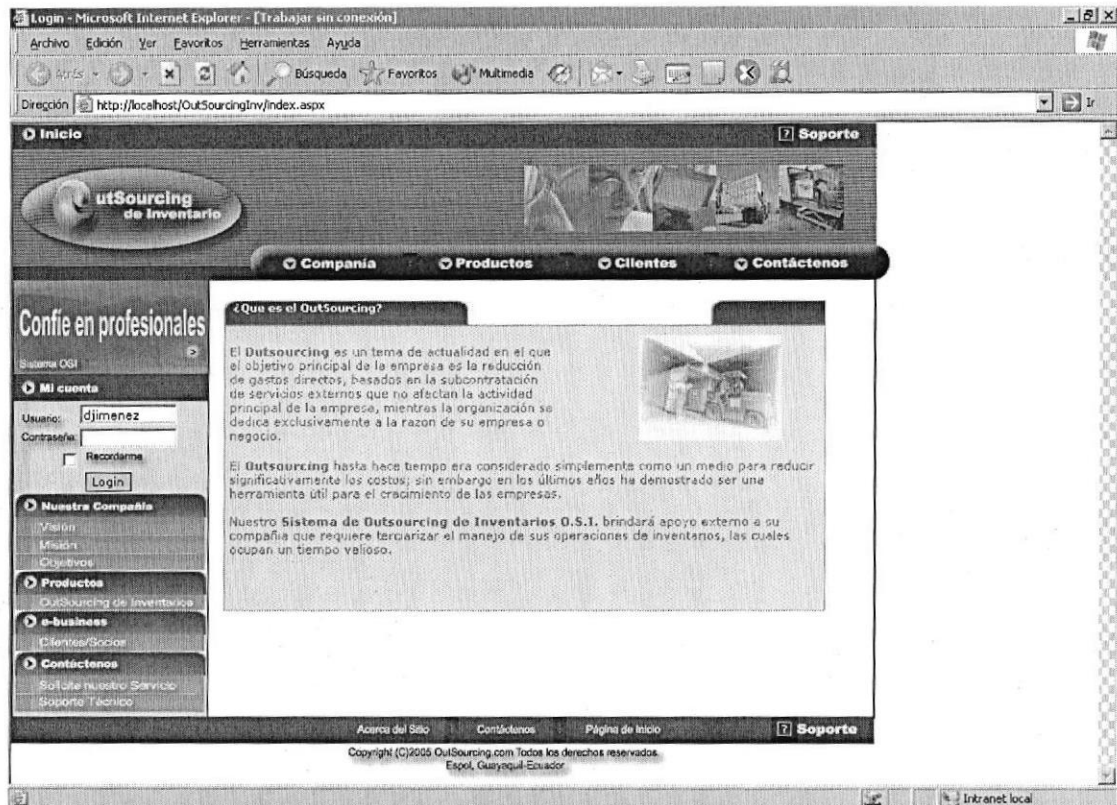 Login - Microsoft Internet Explorer - [Trabajar sin conexión]
Archivo Edición Ver Favoritos Herramientas Ayuda
Atrás Búsqueda Favoritos Multimedia
Dirección http://localhost/OutSourcingInv/index.aspx Ir
Inicio ? Soporte
utSourcing
de Inventario
Compañía Productos Clientes Contáctenos
Confie en profesionales
Sistema OSI
Mi cuenta
Usuario: djimenez
Contraseña:
Recordarme
Login
Nuestra Compañía
Visión
Misión
Objetivos
Productos
OutSourcing de Inventarios
e-business
Clientes/Socios
Contáctenos
Solicite nuestro Servicio
Soporte Técnico
¿Que es el OutSourcing?
El Outsourcing es un tema de actualidad en el que
el objetivo principal de la empresa es la reducción
de gastos directos, basados en la subcontratación
de servicios externos que no afectan la actividad
principal de la empresa, mientras la organización se
dedica exclusivamente a la razon de su empresa o
negocio.
El Outsourcing hasta hace tiempo era considerado simplemente como un medio para reducir
significativamente los costos; sin embargo en los últimos años ha demostrado ser una
herramienta útil para el crecimiento de las empresas.
Nuestro Sistema de Outsourcing de Inventarios O.S.I. brindará apoyo externo a su
compañía que requiere terciarizar el manejo de sus operaciones de inventarios, las cuales
ocupan un tiempo valioso.
Acerca del Sitio Contáctenos Página de Inicio ? Soporte
Copyright (C)2005 OutSourcing.com Todos los derechos reservados.
Espol, Guayaquil-Ecuador
Intranet local